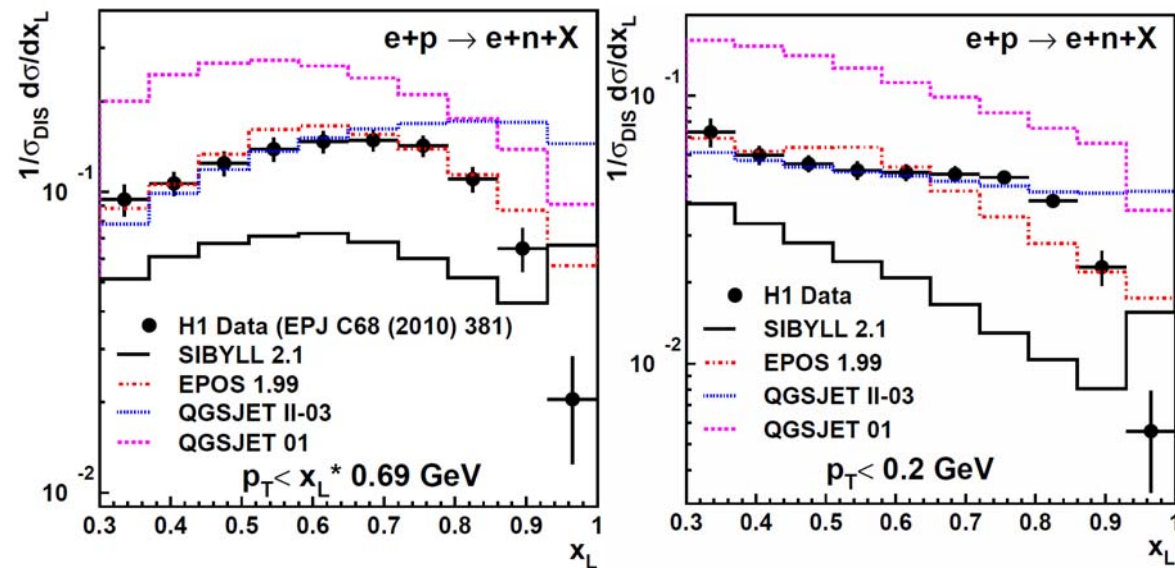 1/σ_DIS dσ/dx_L
e+p → e+n+X
10⁻¹
H1 Data (EPJ C68 (2010) 381)
SIBYLL 2.1
EPOS 1.99
QGSJET II-03
QGSJET 01
10⁻²
p_T < x_L* 0.69 GeV
0.3 0.4 0.5 0.6 0.7 0.8 0.9 1
x_L
1/σ_DIS dσ/dx_L
e+p → e+n+X
10⁻¹
H1 Data
SIBYLL 2.1
EPOS 1.99
10⁻²
QGSJET II-03
QGSJET 01
p_T < 0.2 GeV
0.3 0.4 0.5 0.6 0.7 0.8 0.9 1
x_L